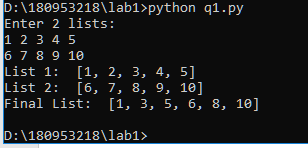 D:\180953218\lab1>python q1.py
Enter 2 lists:
1 2 3 4 5
6 7 8 9 10
List 1:  [1, 2, 3, 4, 5]
List 2:  [6, 7, 8, 9, 10]
Final List:  [1, 3, 5, 6, 8, 10]
D:\180953218\lab1>